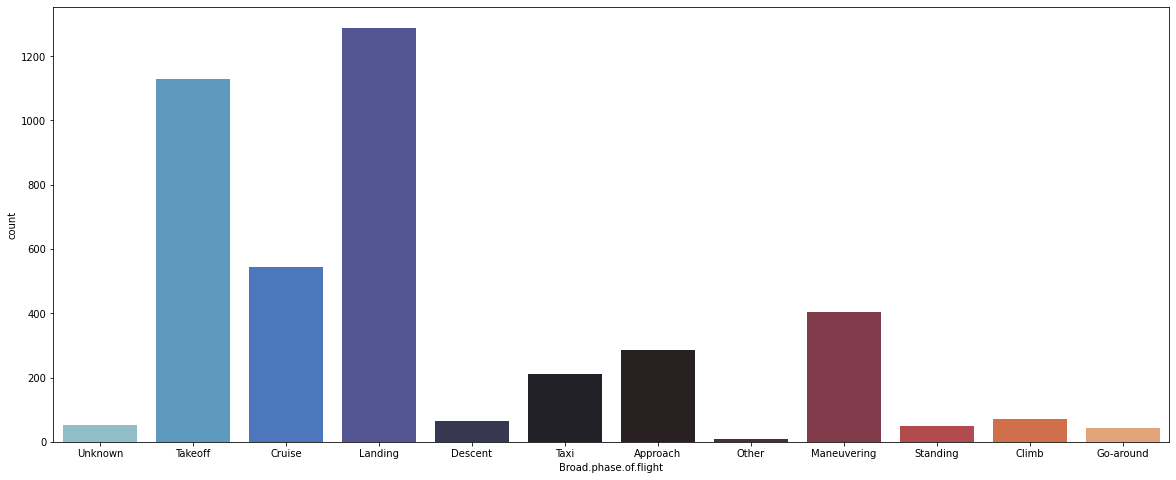 1200
1000
800
600
400
200
0
count
Unknown Takeoff Cruise Landing Descent Taxi Approach Other Maneuvering Standing Climb Go-around
Broad.phase.of.flight